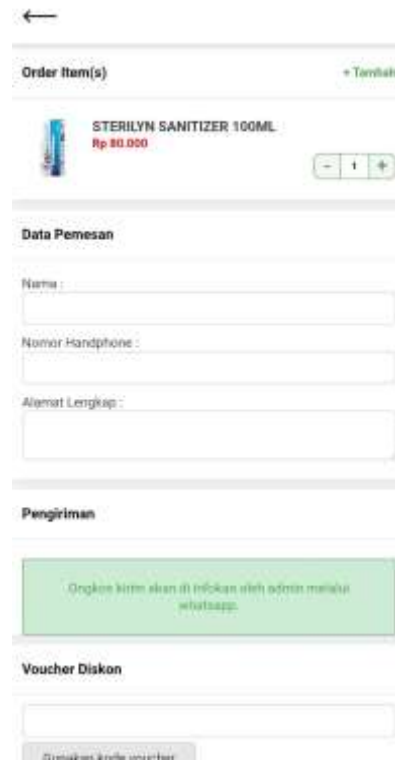 Order Item(s)
+ Tambah
STERILYN SANITIZER 100ML
Rp 80.000
- 1 +
Data Pemesan
Nama :
Nomor Handphone :
Alamat Lengkap :
Pengiriman
Ongkos kirim akan di infokan oleh admin melalui
whatsapp.
Voucher Diskon
Gunakan kode voucher